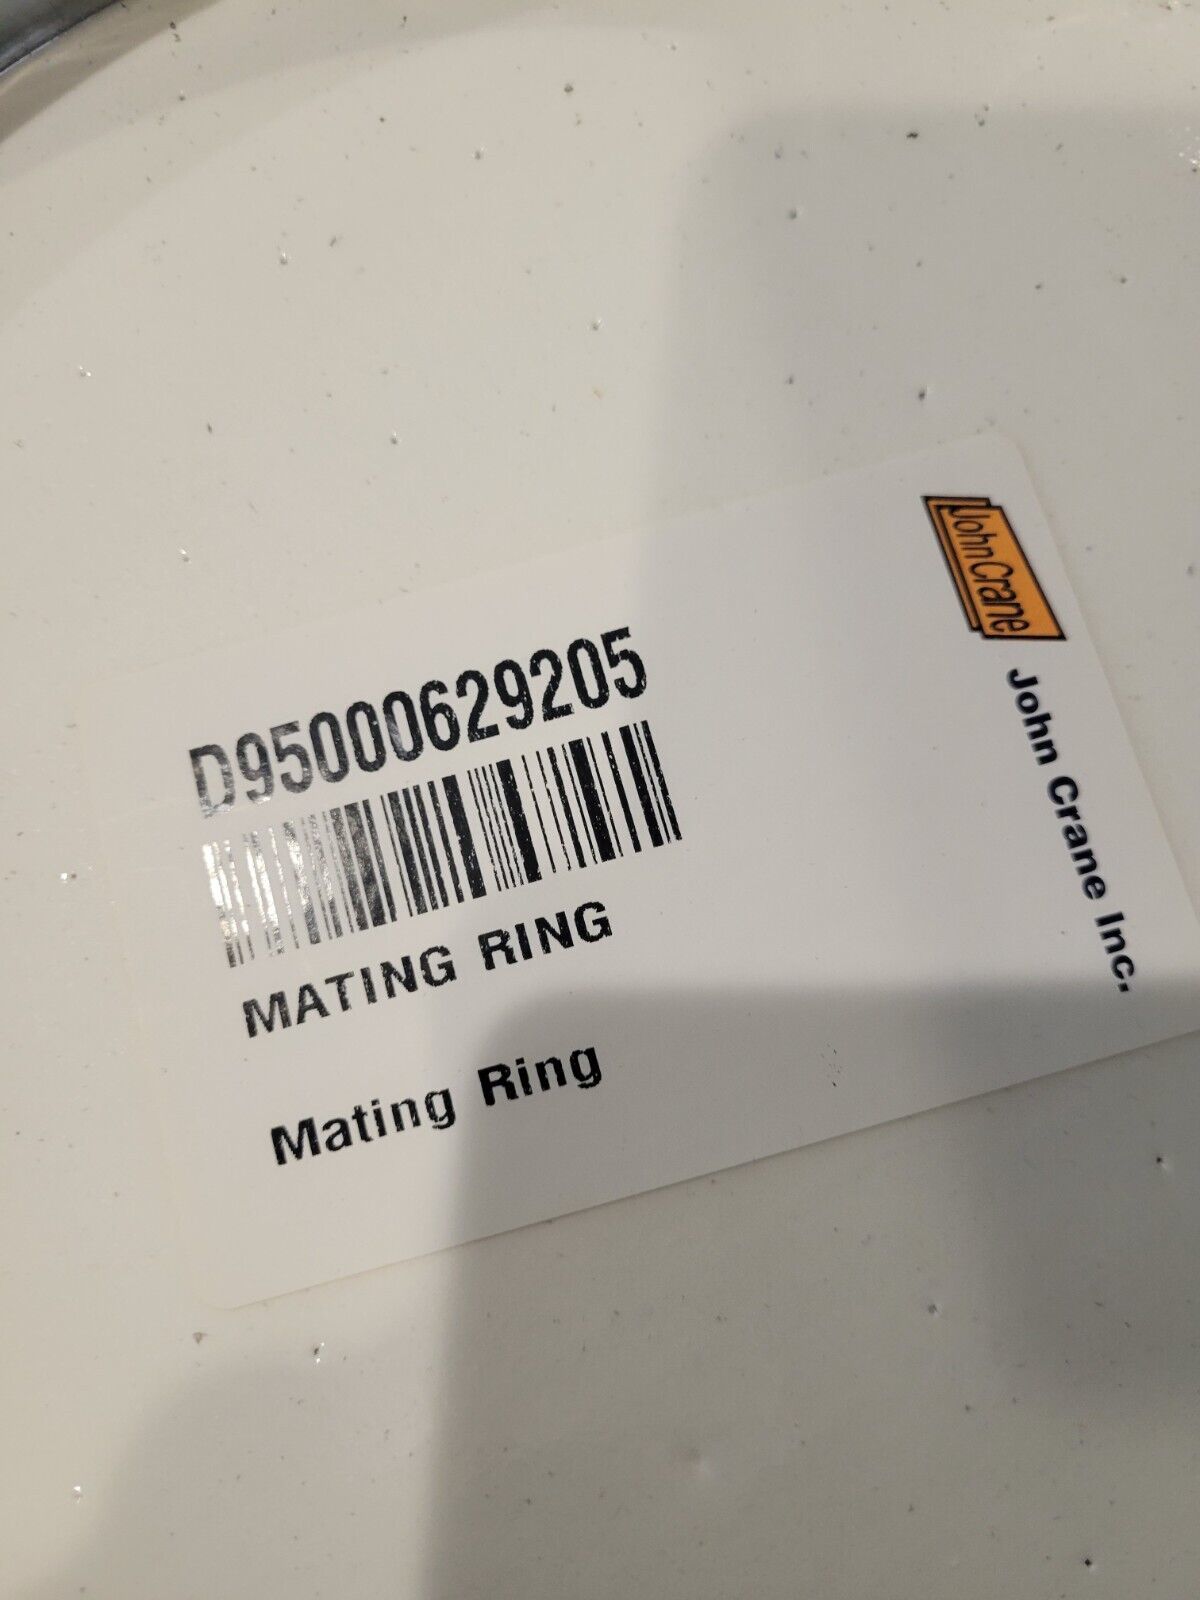 D95000629205
MATING RING
Mating Ring
John Crane
John Crane Inc.